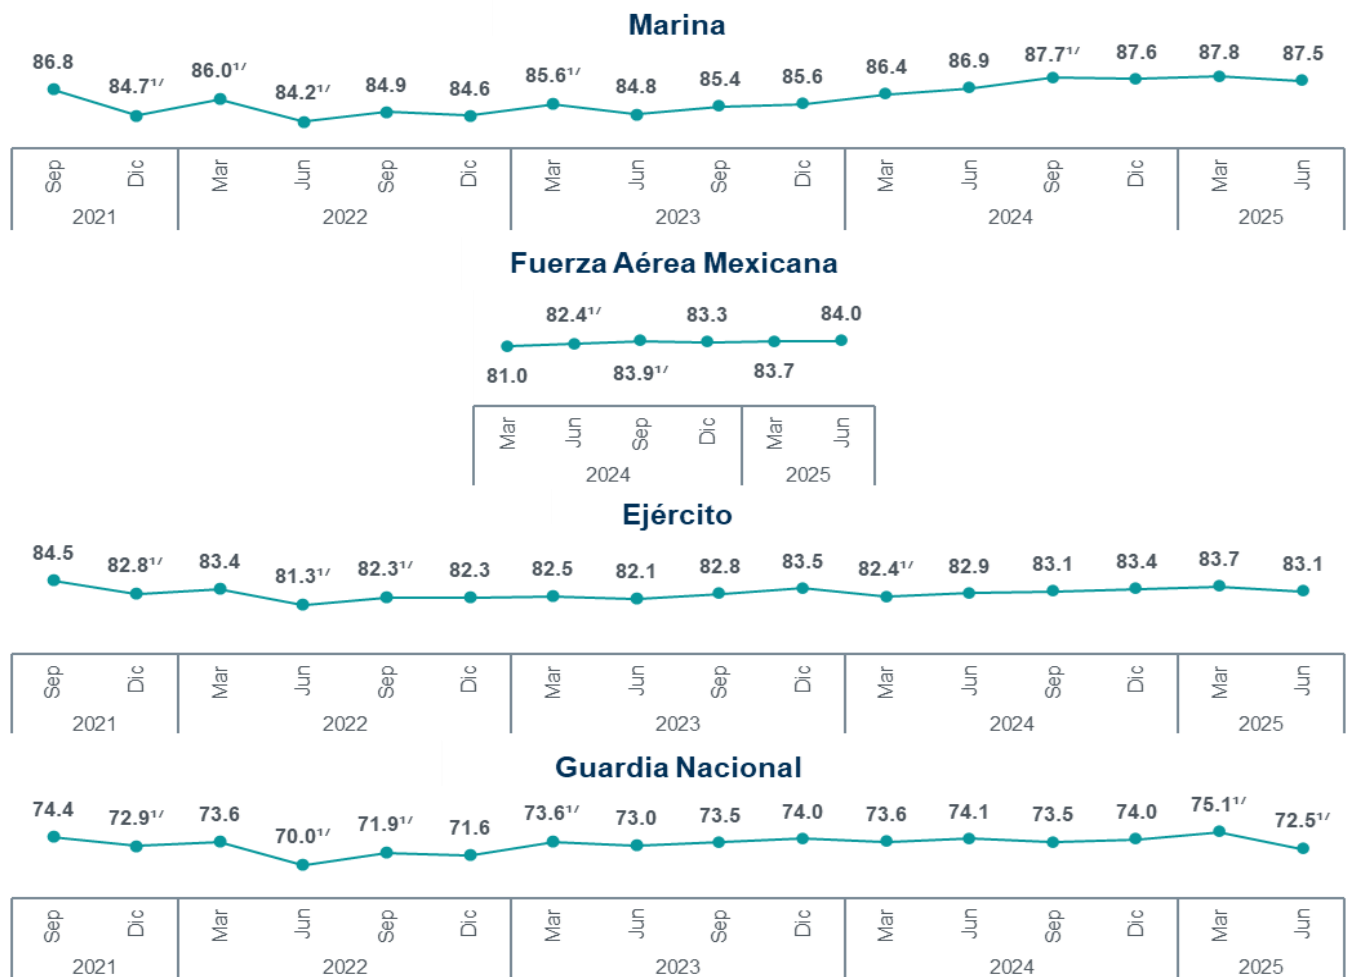 Marina
86.8 84.7¹/ 86.0¹/ 84.2¹/ 84.9 84.6 85.6¹/ 84.8 85.4 85.6 86.4 86.9 87.7¹/ 87.6 87.8 87.5
Sep Dic Mar Jun Sep Dic Mar Jun Sep Dic Mar Jun Sep Dic Mar Jun
2021 2022 2023 2024 2025
Fuerza Aérea Mexicana
82.4¹/ 83.3 84.0
81.0 83.9¹/ 83.7
Mar Jun Sep Dic Mar Jun
2024 2025
Ejército
84.5 82.8¹/ 83.4 81.3¹/ 82.3¹/ 82.3 82.5 82.1 82.8 83.5 82.4¹/ 82.9 83.1 83.4 83.7 83.1
Sep Dic Mar Jun Sep Dic Mar Jun Sep Dic Mar Jun Sep Dic Mar Jun
2021 2022 2023 2024 2025
Guardia Nacional
74.4 72.9¹/ 73.6 70.0¹/ 71.9¹/ 71.6 73.6¹/ 73.0 73.5 74.0 73.6 74.1 73.5 74.0 75.1¹/ 72.5¹/
Sep Dic Mar Jun Sep Dic Mar Jun Sep Dic Mar Jun Sep Dic Mar Jun
2021 2022 2023 2024 2025